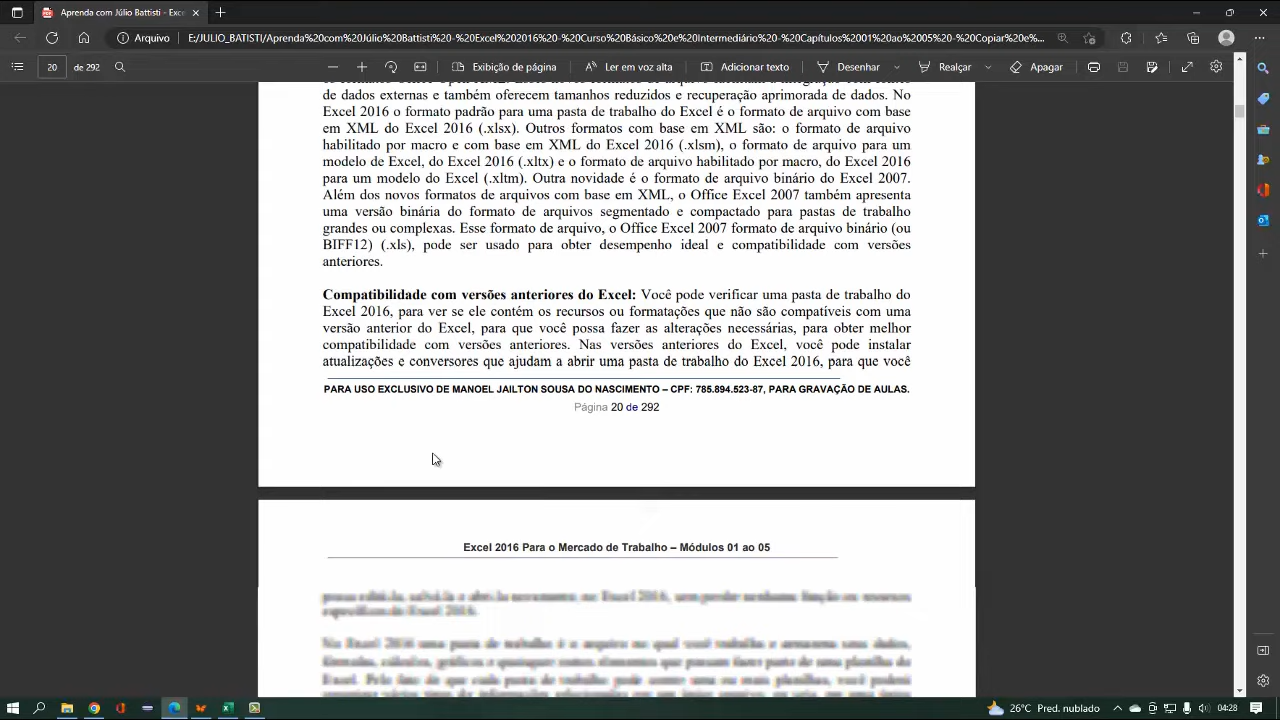 Aprenda com Júlio Battisti - Exce
Arquivo
E:/JULIO_BATISTI/Aprenda%20com%20Júlio%20Battisti%20-%20Excel%202016%20-%20Curso%20Básico%20e%20Intermediário%20-%20Capítulos%2001%20ao%2005%20-%20Copiar%20e%...
20 de 292
Exibição de página
Ler em voz alta
Adicionar texto
Desenhar
Realçar
Apagar
de dados externas e também oferecem tamanhos reduzidos e recuperação aprimorada de dados. No
Excel 2016 o formato padrão para uma pasta de trabalho do Excel é o formato de arquivo com base
em XML do Excel 2016 (.xlsx). Outros formatos com base em XML são: o formato de arquivo
habilitado por macro e com base em XML do Excel 2016 (.xlsm), o formato de arquivo para um
modelo de Excel, do Excel 2016 (.xltx) e o formato de arquivo habilitado por macro, do Excel 2016
para um modelo do Excel (.xltm). Outra novidade é o formato de arquivo binário do Excel 2007.
Além dos novos formatos de arquivos com base em XML, o Office Excel 2007 também apresenta
uma versão binária do formato de arquivos segmentado e compactado para pastas de trabalho
grandes ou complexas. Esse formato de arquivo, o Office Excel 2007 formato de arquivo binário (ou
BIFF12) (.xls), pode ser usado para obter desempenho ideal e compatibilidade com versões
anteriores.
Compatibilidade com versões anteriores do Excel: Você pode verificar uma pasta de trabalho do
Excel 2016, para ver se ele contém os recursos ou formatações que não são compatíveis com uma
versão anterior do Excel, para que você possa fazer as alterações necessárias, para obter melhor
compatibilidade com versões anteriores. Nas versões anteriores do Excel, você pode instalar
atualizações e conversores que ajudam a abrir uma pasta de trabalho do Excel 2016, para que você
PARA USO EXCLUSIVO DE MANOEL JAILTON SOUSA DO NASCIMENTO – CPF: 785.894.523-87, PARA GRAVAÇÃO DE AULAS.
Página 20 de 292
Excel 2016 Para o Mercado de Trabalho – Módulos 01 ao 05
26°C Pred. nublado
04:28